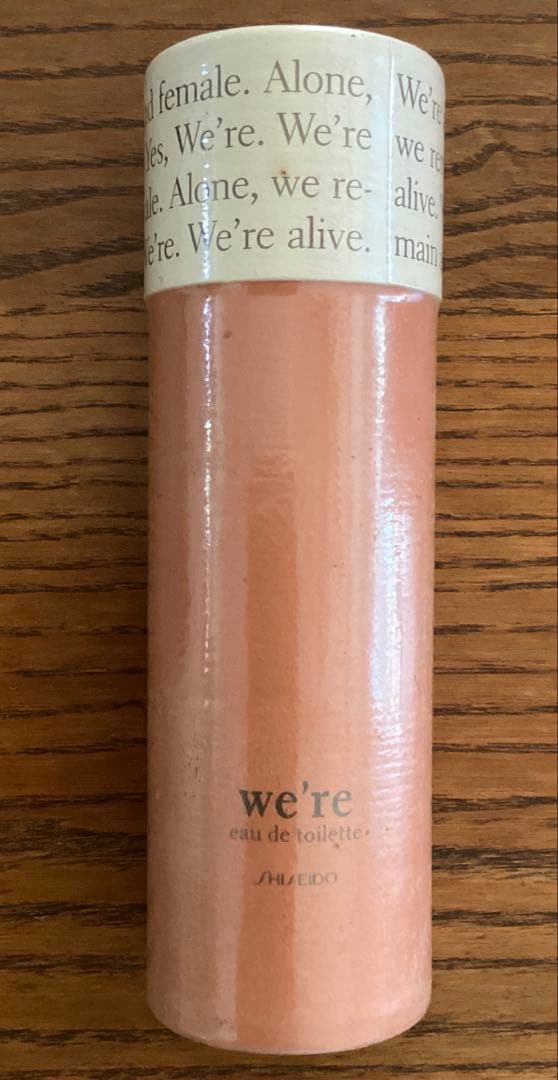 d female. Alone, We're
Yes, We're. We're we re
ale. Alone, we re- alive.
e're. We're alive. main
we're
eau de toilette
SHISEIDO